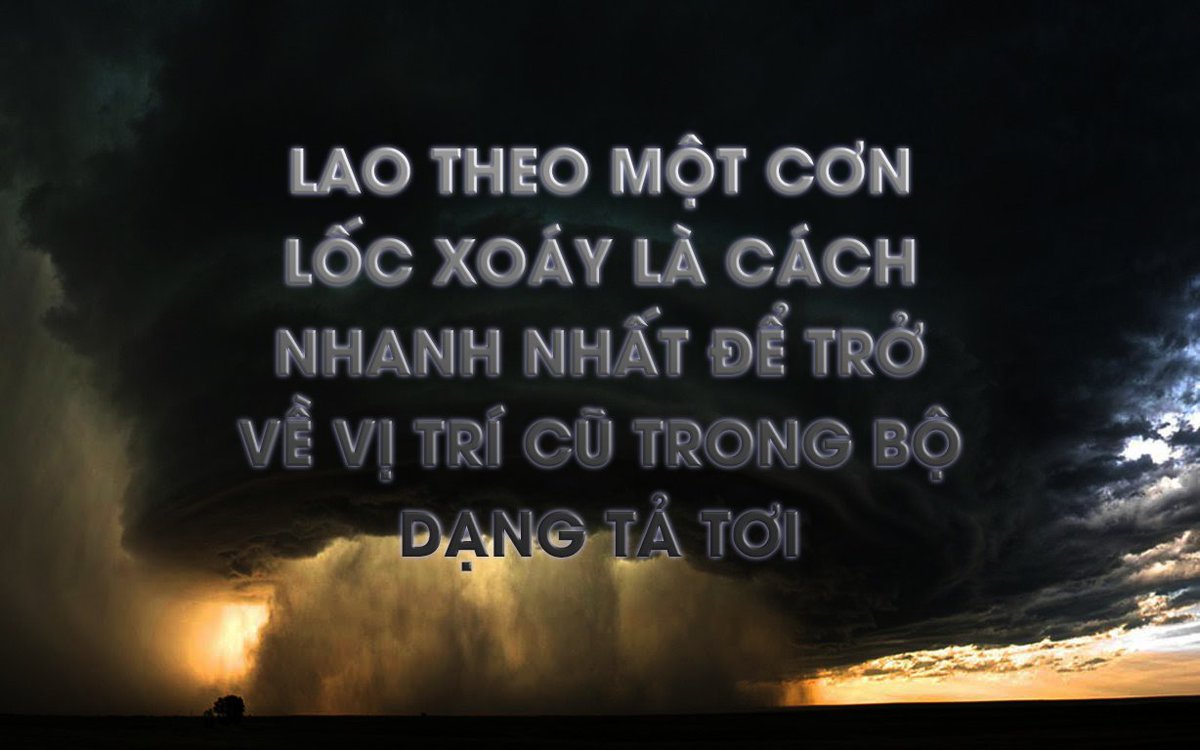 LAO THEO MỘT CƠN
LỐC XOÁY LÀ CÁCH
NHANH NHẤT ĐỂ TRỞ
VỀ VỊ TRÍ CŨ TRONG BỘ
DẠNG TẢ TƠI